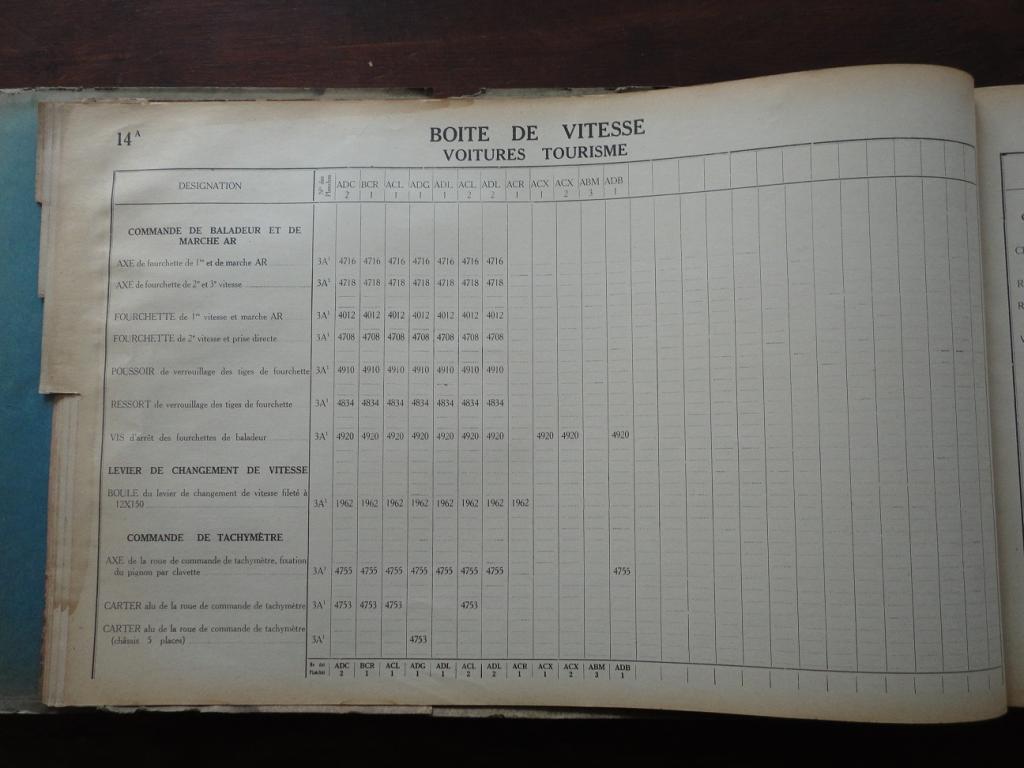 14 A
BOITE DE VITESSE
VOITURES TOURISME
DESIGNATION Nos des Planches ADC 2 BCR 1 ACL 1 ADG 1 ADL 1 ACL 2 ADL 2 ACR 1 ACX 1 ACX 2 ABM 3 ADB 1
COMMANDE DE BALADEUR ET DE
MARCHE AR
AXE de fourchette de 1re et de marche AR 3A1 4716 4716 4716 4716 4716 4716 4716
AXE de fourchette de 2e et 3e vitesse 3A1 4718 4718 4718 4718 4718 4718 4718
FOURCHETTE de 1re vitesse et marche AR 3A1 4012 4012 4012 4012 4012 4012 4012
FOURCHETTE de 2e vitesse et prise directe 3A1 4708 4708 4708 4708 4708 4708 4708
POUSSOIR de verrouillage des tiges de fourchette 3A1 4910 4910 4910 4910 4910 4910 4910
RESSORT de verrouillage des tiges de fourchette 3A1 4834 4834 4834 4834 4834 4834 4834
VIS d'arrêt des fourchettes de baladeur 3A1 4920 4920 4920 4920 4920 4920 4920 4920 4920 4920
LEVIER DE CHANGEMENT DE VITESSE
BOULE du levier de changement de vitesse fileté à
12X150 3A1 1962 1962 1962 1962 1962 1962 1962 1962
COMMANDE DE TACHYMÈTRE
AXE de la roue de commande de tachymètre, fixation
du pignon par clavette 3A1 4755 4755 4755 4755 4755 4755 4755 4755
CARTER alu de la roue de commande de tachymètre 3A1 4753 4753 4753 4753
CARTER alu de la roue de commande de tachymètre
(châssis 5 places) 3A1 4753
Nos des Planches ADC 2 BCR 1 ACL 1 ADG 1 ADL 1 ACL 2 ADL 2 ACR 1 ACX 1 ACX 2 ABM 3 ADB 1